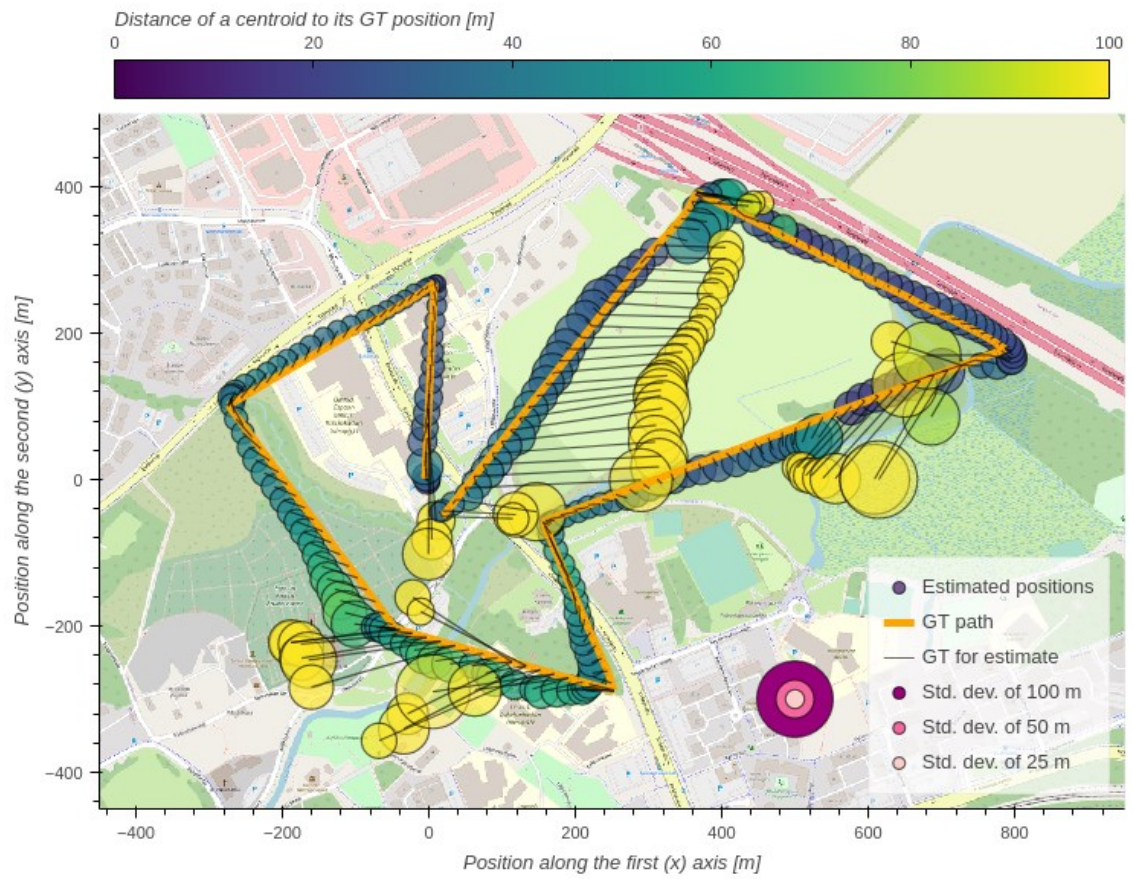 Distance of a centroid to its GT position [m]
0 20 40 60 80 100
400
200
0
−200
−400
Position along the second (y) axis [m]
Estimated positions
GT path
GT for estimate
Std. dev. of 100 m
Std. dev. of 50 m
Std. dev. of 25 m
−400 −200 0 200 400 600 800
Position along the first (x) axis [m]